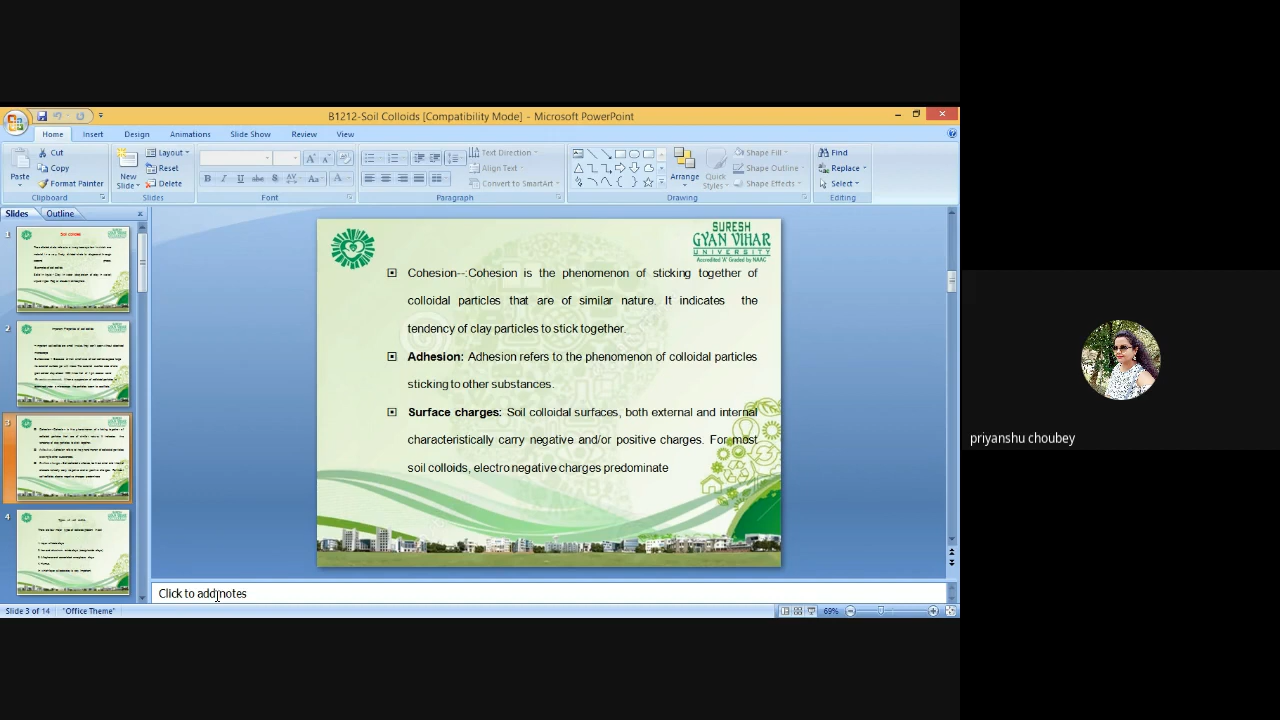 B1212-Soil Colloids [Compatibility Mode] - Microsoft PowerPoint
Home Insert Design Animations Slide Show Review View
Paste Cut Copy Format Painter Clipboard
New Slide Layout Reset Delete Slides
B I U abc S AV Aa A Font
Text Direction Align Text Convert to SmartArt Paragraph
Arrange Quick Styles Shape Fill Shape Outline Shape Effects Drawing
Find Replace Select Editing
Slides Outline
1
2
3
4
SURESH
GYAN VIHAR
UNIVERSITY
Accredited 'A' Graded by NAAC
Cohesion--:Cohesion is the phenomenon of sticking together of
colloidal particles that are of similar nature. It indicates the
tendency of clay particles to stick together.
Adhesion: Adhesion refers to the phenomenon of colloidal particles
sticking to other substances.
Surface charges: Soil colloidal surfaces, both external and internal
characteristically carry negative and/or positive charges. For most
soil colloids, electro negative charges predominate
Click to add notes
Slide 3 of 14 "Office Theme" 69%
priyanshu choubey